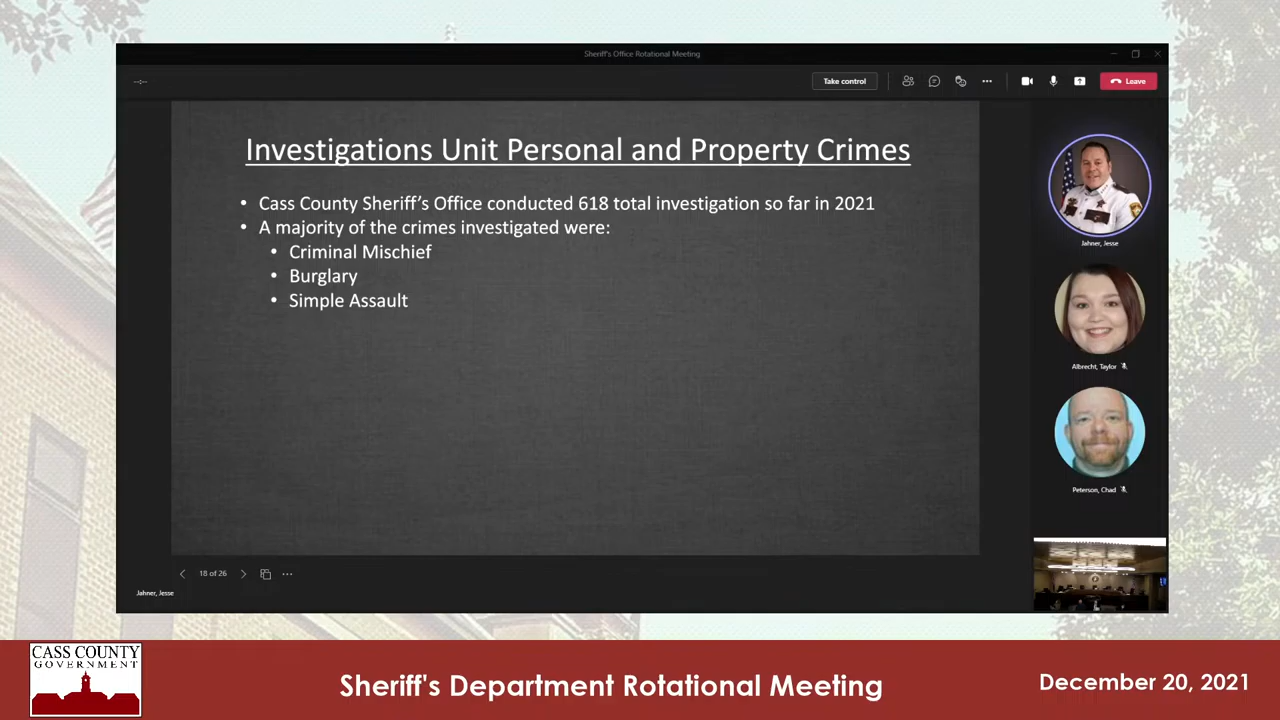 Sheriff's Office Rotational Meeting
Take control
Leave
Investigations Unit Personal and Property Crimes
• Cass County Sheriff's Office conducted 618 total investigation so far in 2021
• A majority of the crimes investigated were:
• Criminal Mischief
• Burglary
• Simple Assault
Jahner, Jesse
Albrecht, Taylor
Peterson, Chad
18 of 26
Jahner, Jesse
CASS COUNTY
GOVERNMENT
Sheriff's Department Rotational Meeting
December 20, 2021